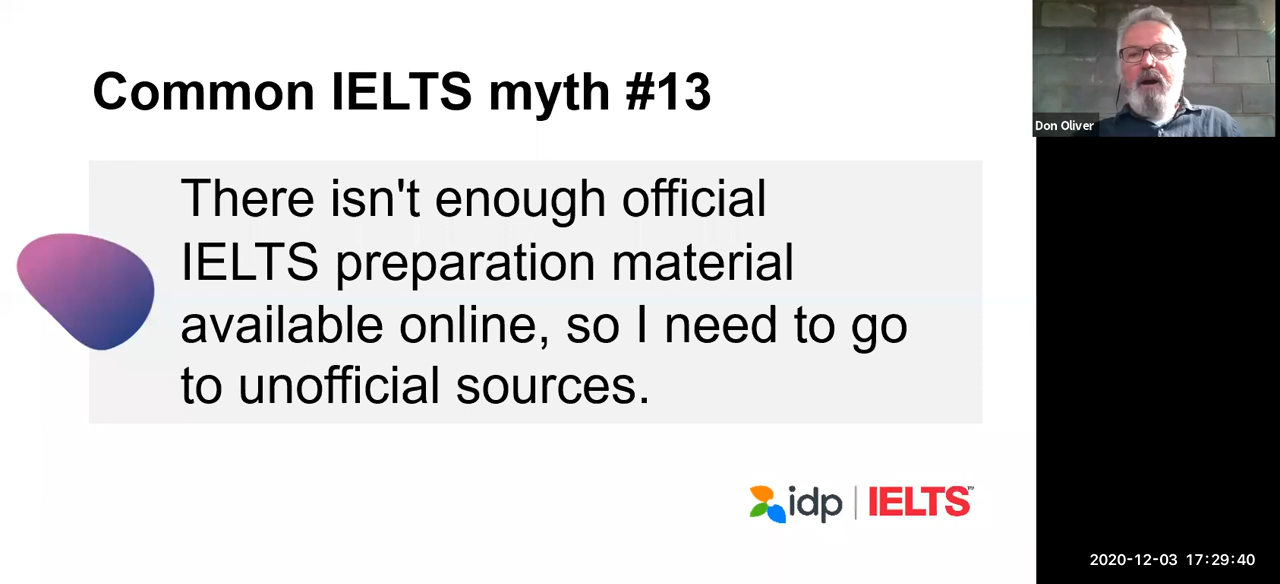 Common IELTS myth #13
There isn't enough official
IELTS preparation material
available online, so I need to go
to unofficial sources.
idp | IELTS™
Don Oliver
2020-12-03 17:29:40